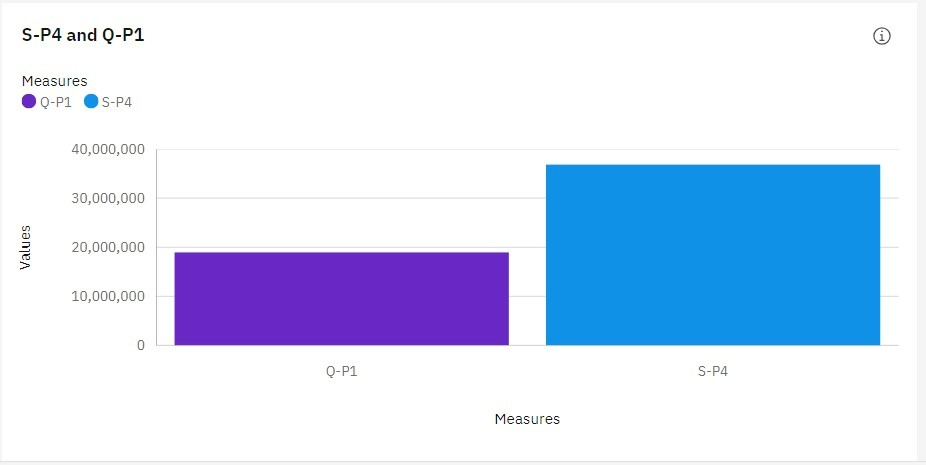 S-P4 and Q-P1
Measures
Q-P1 S-P4
40,000,000
30,000,000
20,000,000
10,000,000
0
Values
Q-P1 S-P4
Measures